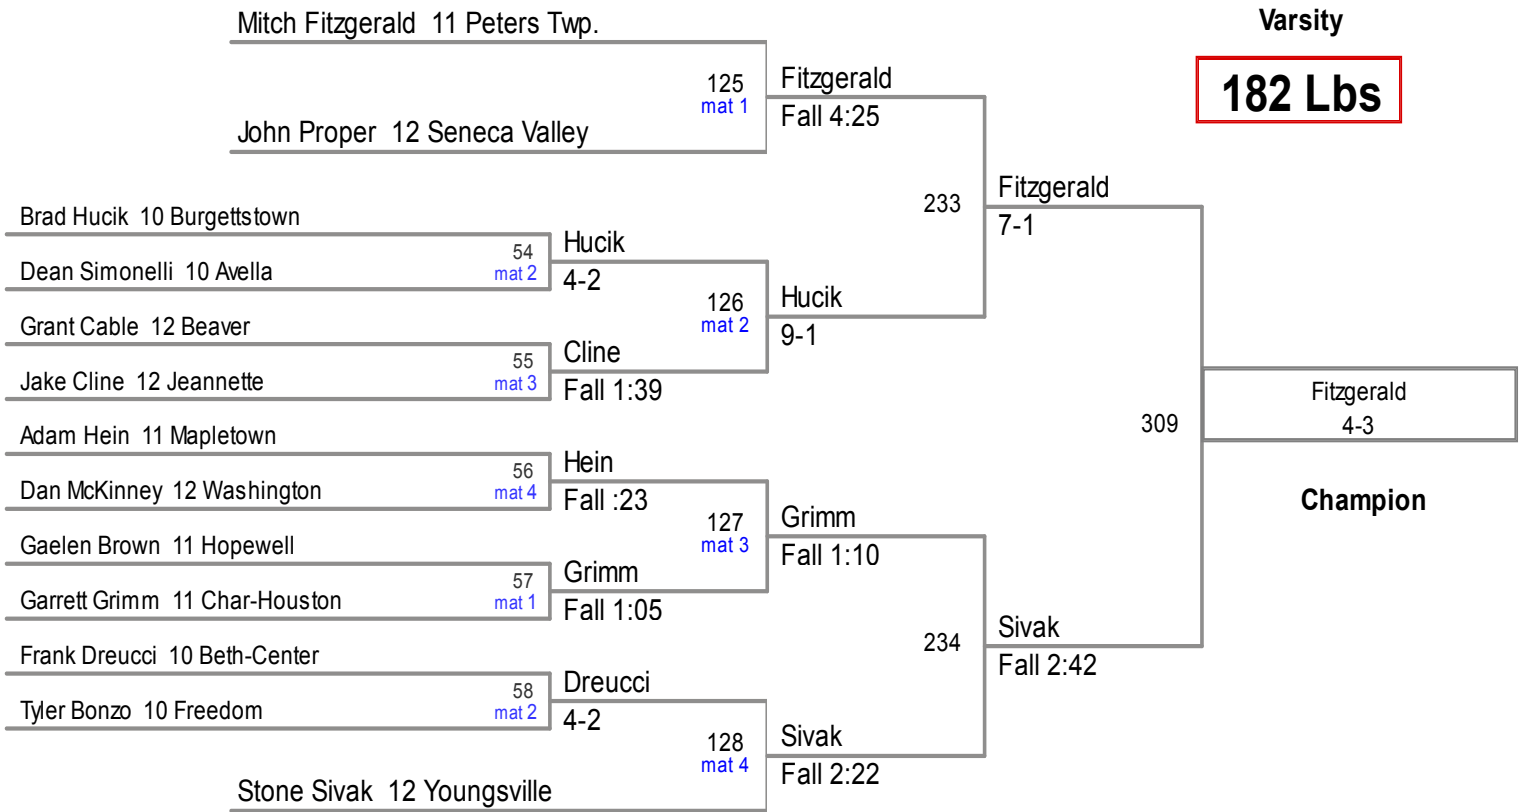 Mitch Fitzgerald 11 Peters Twp.
Varsity
125
mat 1
Fitzgerald
Fall 4:25
182 Lbs
John Proper 12 Seneca Valley
233
Fitzgerald
7-1
Brad Hucik 10 Burgettstown
54
mat 2
Hucik
4-2
Dean Simonelli 10 Avella
126
mat 2
Hucik
9-1
Grant Cable 12 Beaver
55
mat 3
Cline
Fall 1:39
Jake Cline 12 Jeannette
309
Fitzgerald
4-3
Champion
Adam Hein 11 Mapletown
56
mat 4
Hein
Fall :23
Dan McKinney 12 Washington
127
mat 3
Grimm
Fall 1:10
Gaelen Brown 11 Hopewell
57
mat 1
Grimm
Fall 1:05
Garrett Grimm 11 Char-Houston
234
Sivak
Fall 2:42
Frank Dreucci 10 Beth-Center
58
mat 2
Dreucci
4-2
Tyler Bonzo 10 Freedom
128
mat 4
Sivak
Fall 2:22
Stone Sivak 12 Youngsville